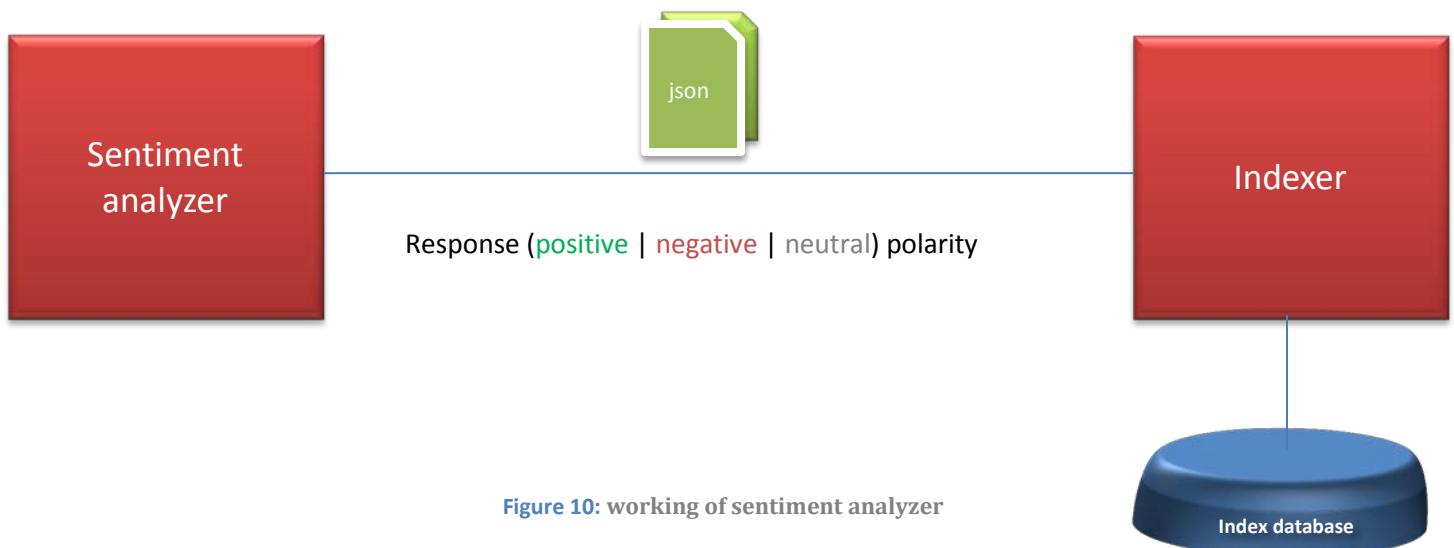 json
Sentiment
analyzer
Indexer
Response (positive | negative | neutral) polarity
Figure 10: working of sentiment analyzer
Index database